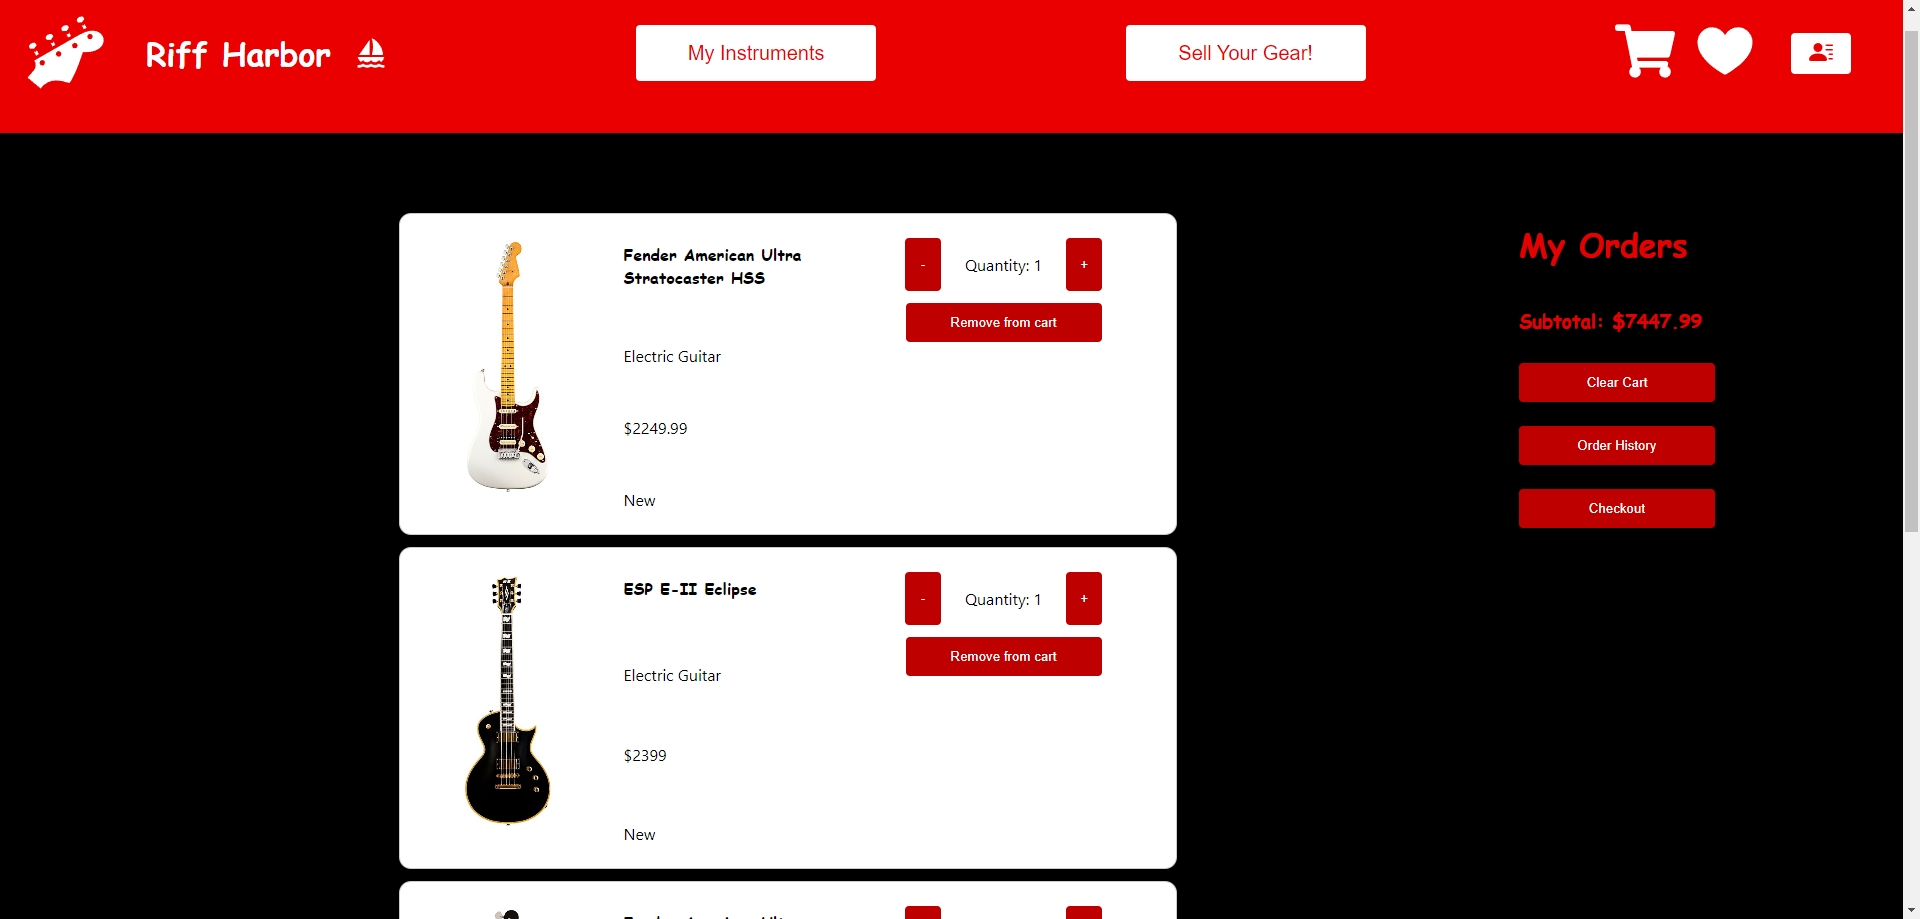 Riff Harbor
My Instruments
Sell Your Gear!
Fender American Ultra
Stratocaster HSS
Electric Guitar
$2249.99
New
-
Quantity: 1
+
Remove from cart
ESP E-II Eclipse
Electric Guitar
$2399
New
-
Quantity: 1
+
Remove from cart
My Orders
Subtotal: $7447.99
Clear Cart
Order History
Checkout